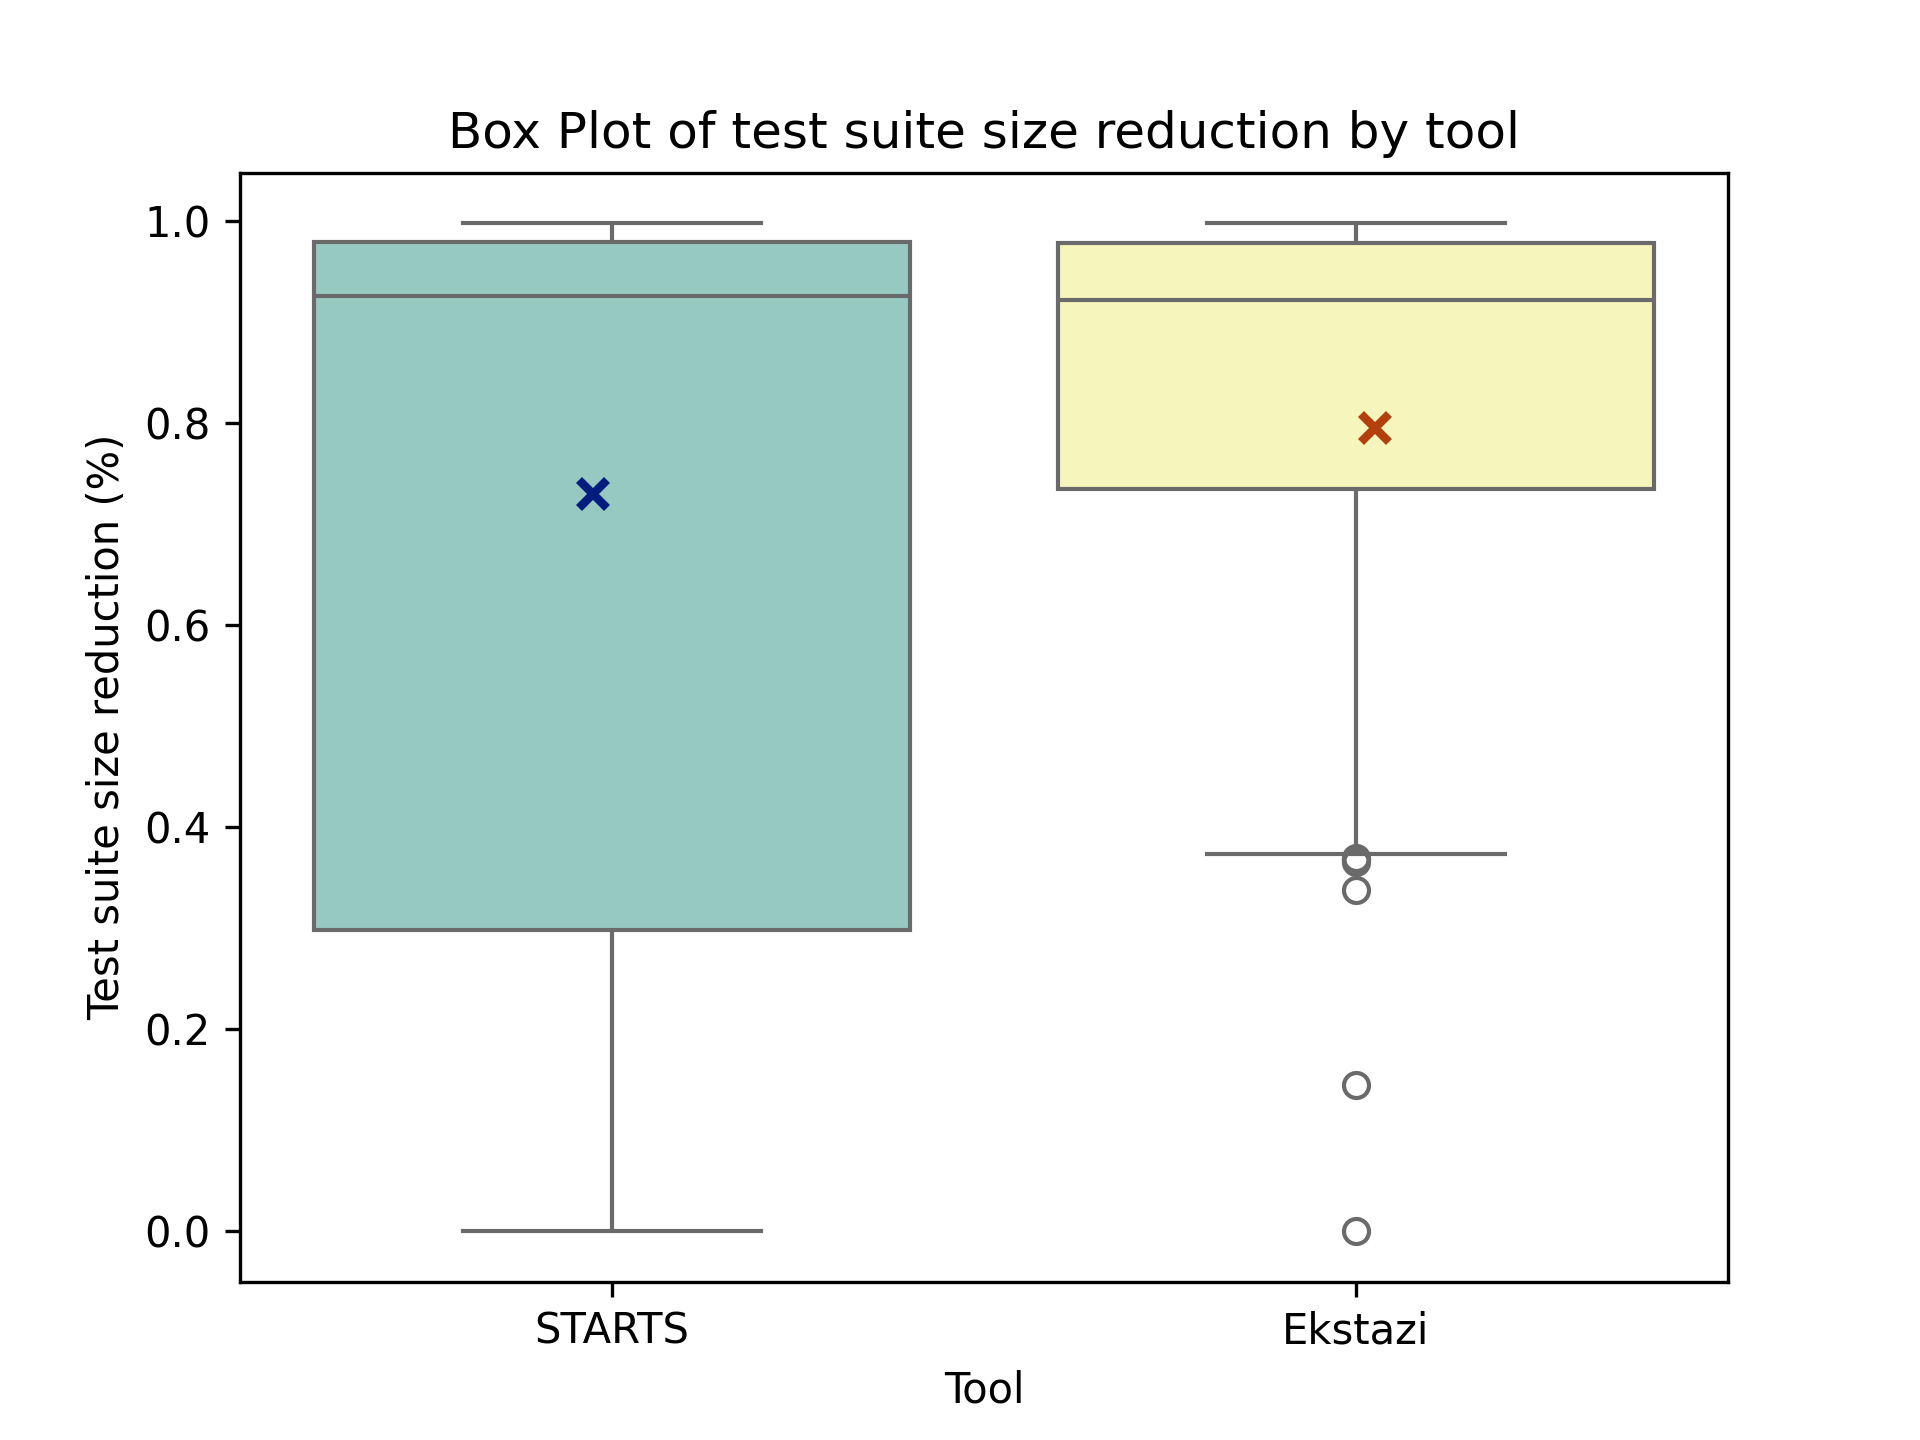 Box Plot of test suite size reduction by tool
Test suite size reduction (%)
1.0
0.8
0.6
0.4
0.2
0.0
STARTS
Ekstazi
Tool